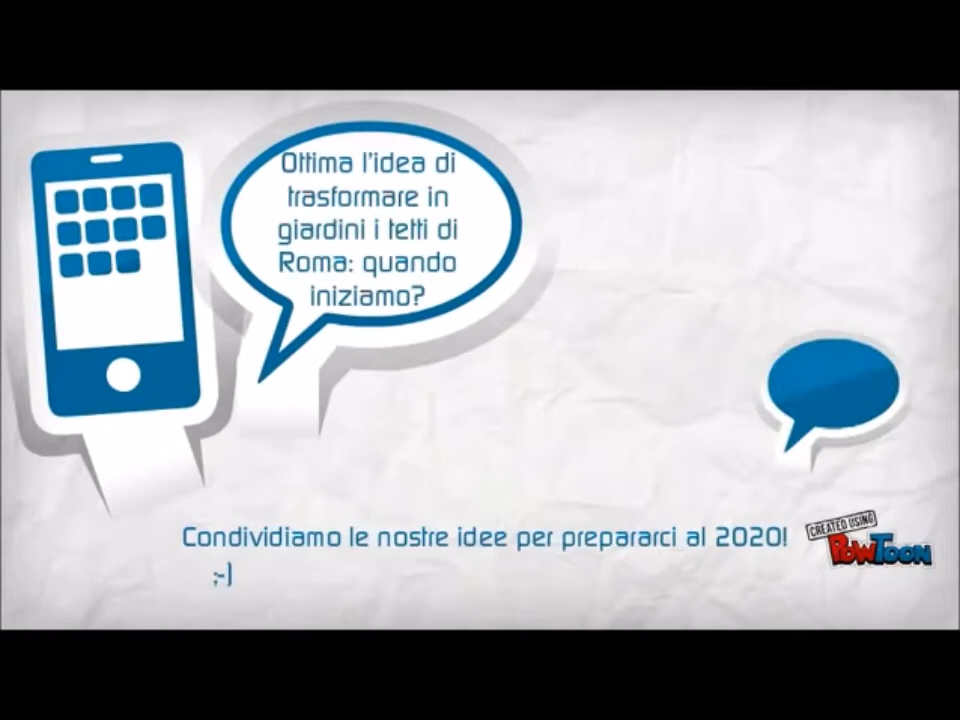 Ottima l'idea di
trasformare in
giardini i tetti di
Roma: quando
iniziamo?
Condividiamo le nostre idee per prepararci al 2020!
;-)
CREATED USING
POWTOON